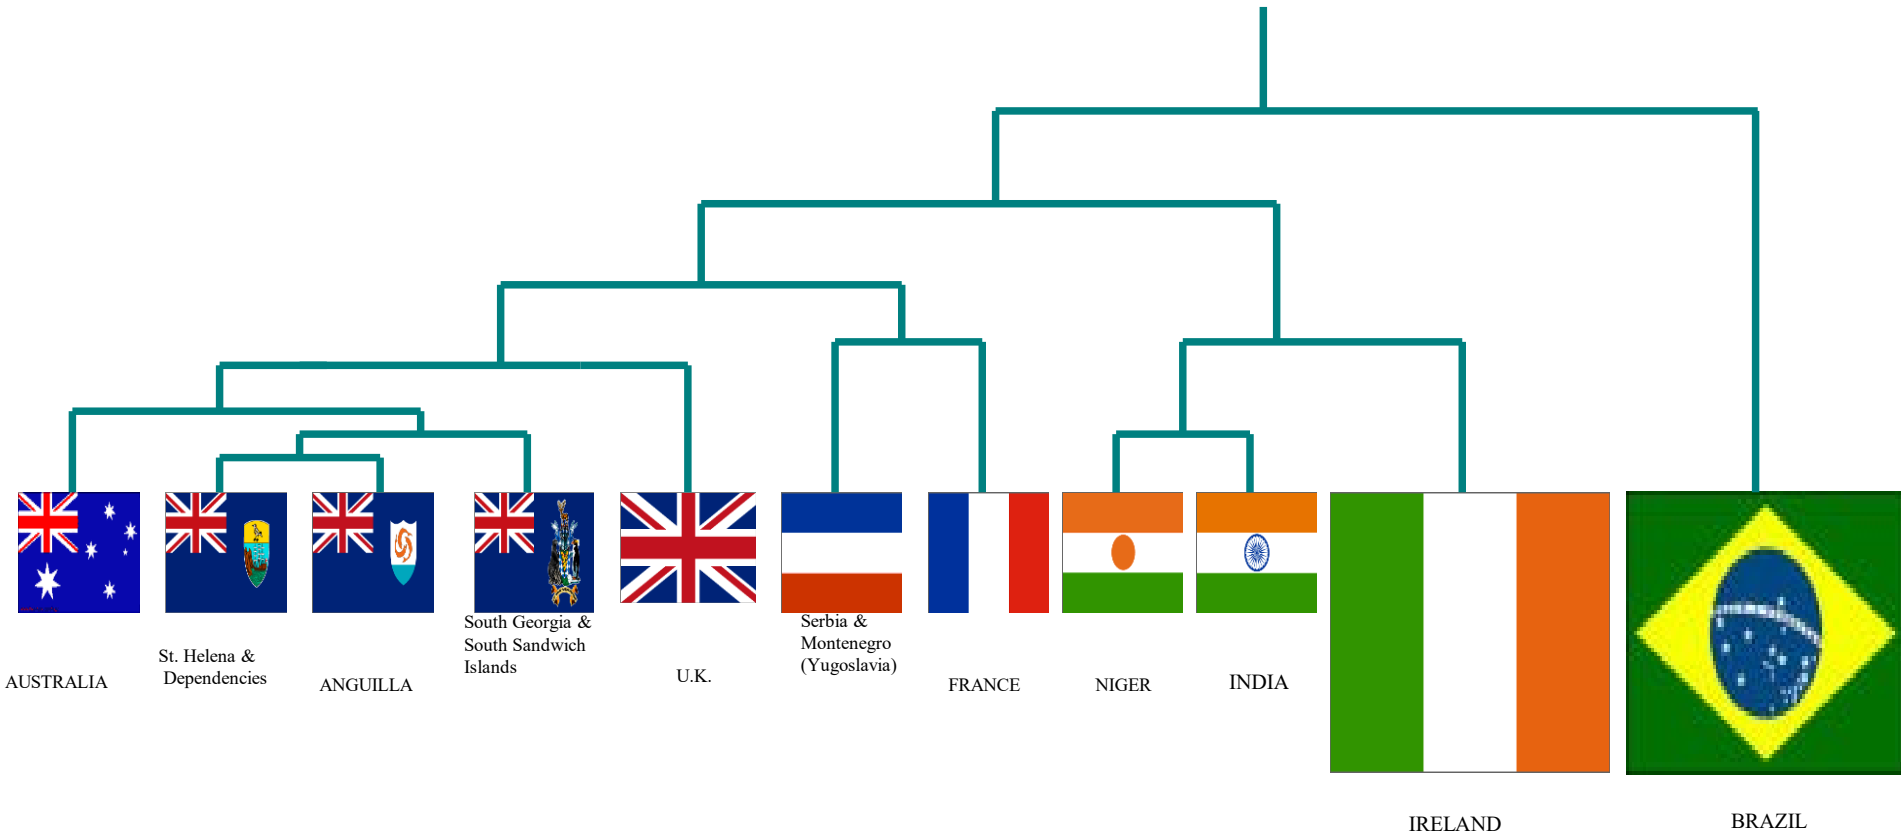 AUSTRALIA
St. Helena &
Dependencies
ANGUILLA
South Georgia &
South Sandwich
Islands
U.K.
Serbia &
Montenegro
(Yugoslavia)
FRANCE
NIGER
INDIA
IRELAND
BRAZIL